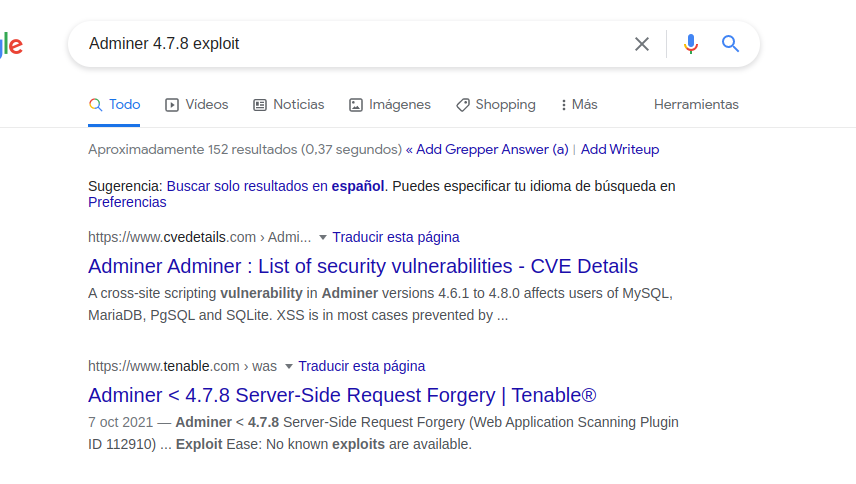 le
Adminer 4.7.8 exploit
Todo Vídeos Noticias Imágenes Shopping Más Herramientas
Aproximadamente 152 resultados (0,37 segundos) « Add Grepper Answer (a) | Add Writeup
Sugerencia: Buscar solo resultados en español. Puedes especificar tu idioma de búsqueda en
Preferencias
https://www.cvedetails.com › Admi... Traducir esta página
Adminer Adminer : List of security vulnerabilities - CVE Details
A cross-site scripting vulnerability in Adminer versions 4.6.1 to 4.8.0 affects users of MySQL,
MariaDB, PgSQL and SQLite. XSS is in most cases prevented by ...
https://www.tenable.com › was Traducir esta página
Adminer < 4.7.8 Server-Side Request Forgery | Tenable®
7 oct 2021 — Adminer < 4.7.8 Server-Side Request Forgery (Web Application Scanning Plugin
ID 112910) ... Exploit Ease: No known exploits are available.